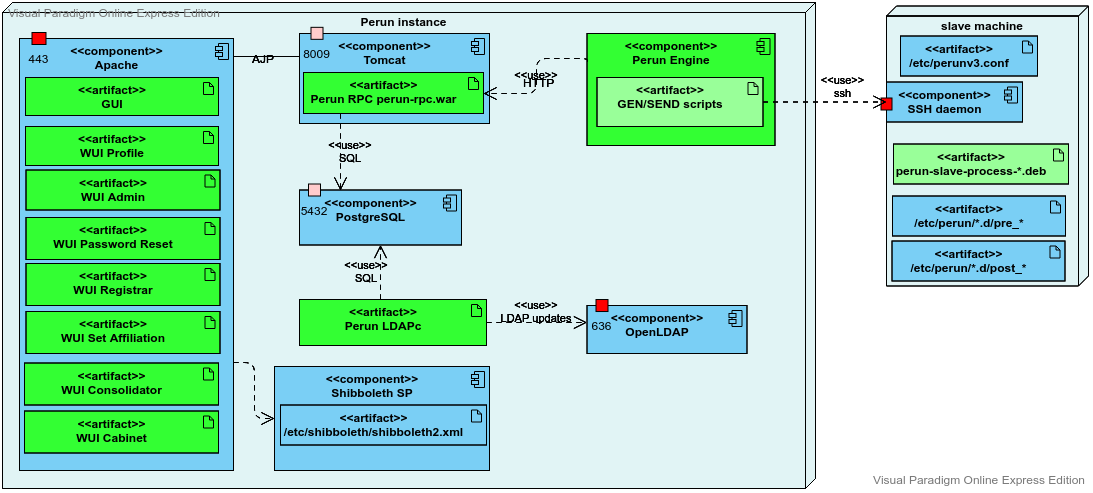 Visual Paradigm Online Express Edition
Perun instance
443
<<component>>
Apache
<<artifact>>
GUI
<<artifact>>
WUI Profile
<<artifact>>
WUI Admin
<<artifact>>
WUI Password Reset
<<artifact>>
WUI Registrar
<<artifact>>
WUI Set Affiliation
<<artifact>>
WUI Consolidator
<<artifact>>
WUI Cabinet
AJP
8009
<<component>>
Tomcat
<<artifact>>
Perun RPC perun-rpc.war
<<use>>
HTTP
<<component>>
Perun Engine
<<artifact>>
GEN/SEND scripts
<<use>>
SQL
5432
<<component>>
PostgreSQL
<<use>>
SQL
<<artifact>>
Perun LDAPc
<<use>>
LDAP updates
636
<<component>>
OpenLDAP
<<component>>
Shibboleth SP
<<artifact>>
/etc/shibboleth/shibboleth2.xml
<<use>>
ssh
slave machine
<<artifact>>
/etc/perunv3.conf
<<component>>
SSH daemon
<<artifact>>
perun-slave-process-*.deb
<<artifact>>
/etc/perun/*.d/pre_*
<<artifact>>
/etc/perun/*.d/post_*
Visual Paradigm Online Express Edition